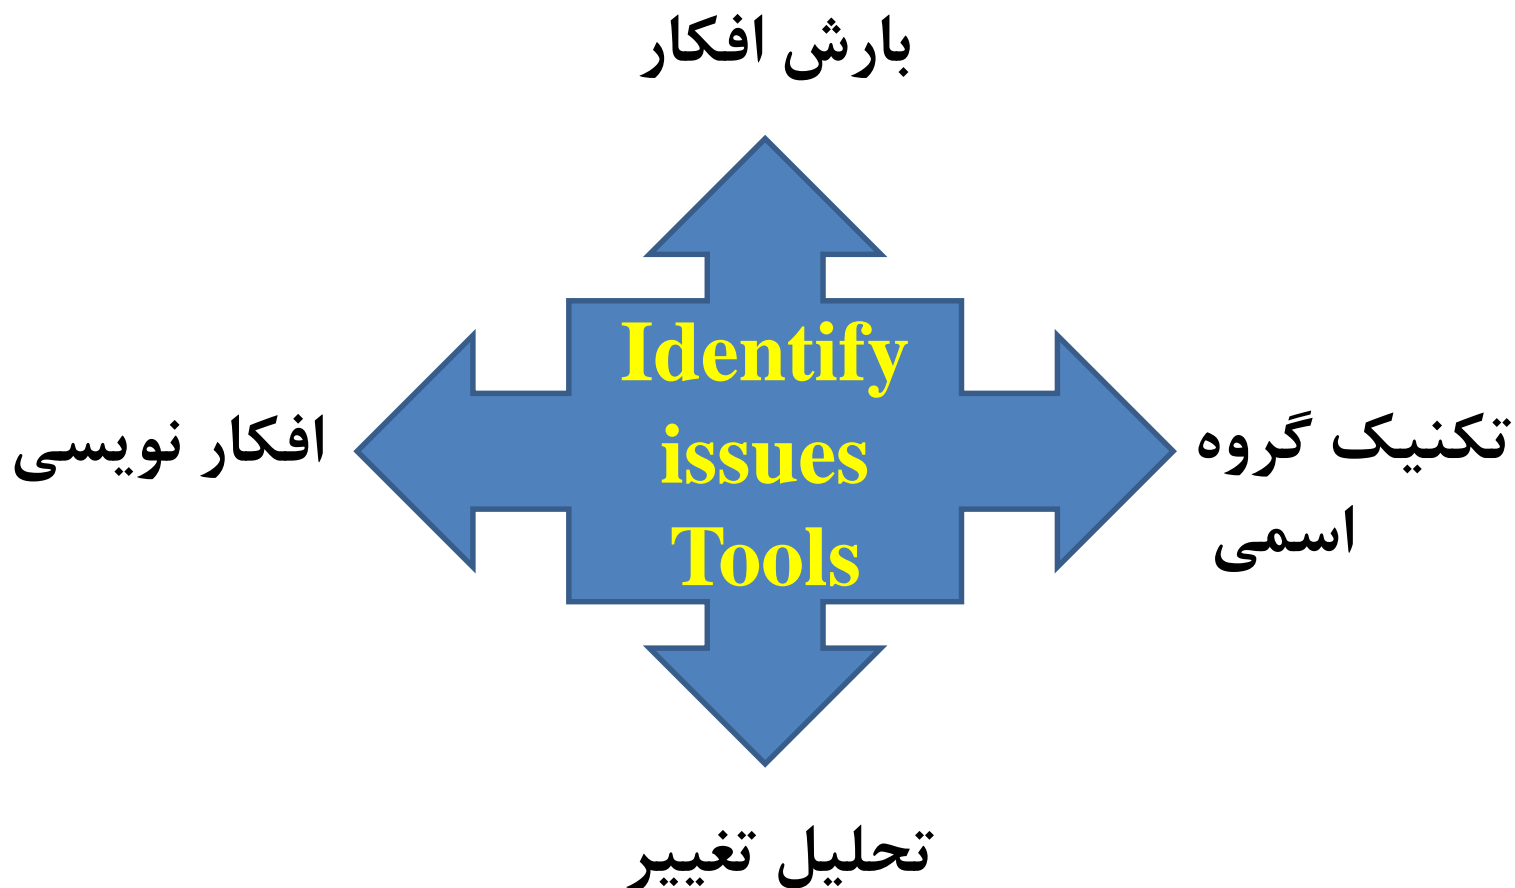 بارش افکار
Identify
issues
Tools
تکنیک گروه
اسمی
افکار نویسی
تحلیل تغییر